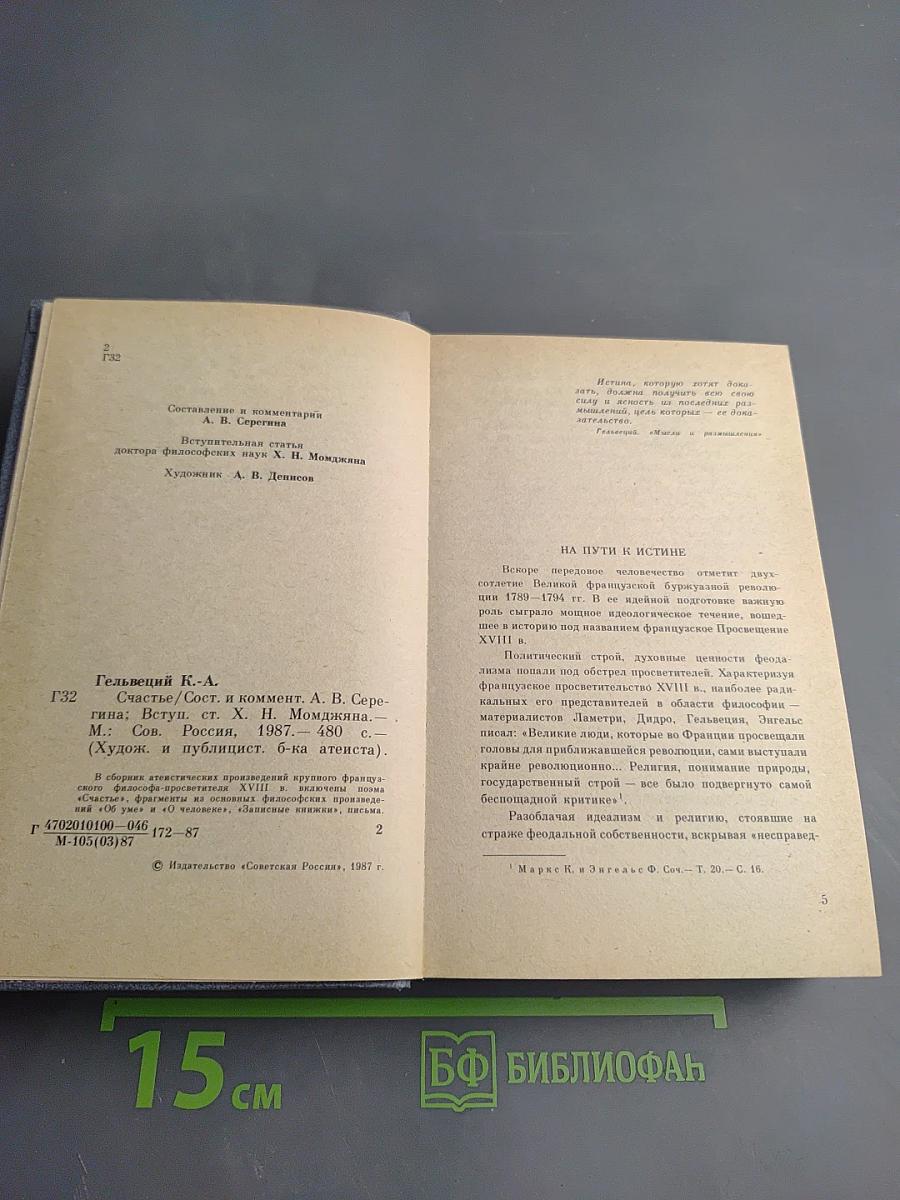 2
Г32
Составление и комментарии
А. В. Серегина
Вступительная статья
доктора философских наук Х. Н. Момджяна
Художник А. В. Денисов
Гельвеций К.-А.
Г32 Счастье/Сост. и коммент. А. В. Сере-
гина; Вступ. ст. Х. Н. Момджяна.—
М.: Сов. Россия, 1987.— 480 с.—
(Худож. и публицист. б-ка атеиста).
В сборник атеистических произведений крупного францу-
ского философа-просветителя XVIII в. включены поэма
«Счастье», фрагменты из основных философских произведе-
ний «Об уме» и «О человеке», «Записные книжки», письма.
Г 4702010100—046 172—87 2
М-105(03)87
© Издательство «Советская Россия», 1987 г.
Истина, которую хотят дока-
зать, должна получить всю свою
силу и ясность из последних раз-
мышлений, цель которых — ее дока-
зательство.
Гельвеций. «Мысли и размышления»
НА ПУТИ К ИСТИНЕ
Вскоре передовое человечество отметит двух-
сотлетие Великой французской буржуазной револю-
ции 1789—1794 гг. В ее идейной подготовке важную
роль сыграло мощное идеологическое течение, вошед-
шее в историю под названием французское Просвещение
XVIII в.
Политический строй, духовные ценности феода-
лизма попали под обстрел просветителей. Характеризуя
французское просветительство XVIII в., наиболее ради-
кальных его представителей в области философии —
материалистов Ламетри, Дидро, Гельвеция, Энгельс
писал: «Великие люди, которые во Франции просвещали
головы для приближавшейся революции, сами выступали
крайне революционно... Религия, понимание природы,
государственный строй — все было подвергнуто самой
беспощадной критике»¹.
Разоблачая идеализм и религию, стоявшие на
страже феодальной собственности, вскрывая «несправед-
¹ Маркс К. и Энгельс Ф. Соч.— Т. 20.— С. 16.
5
15 см
БФ БИБЛИОФАЬ